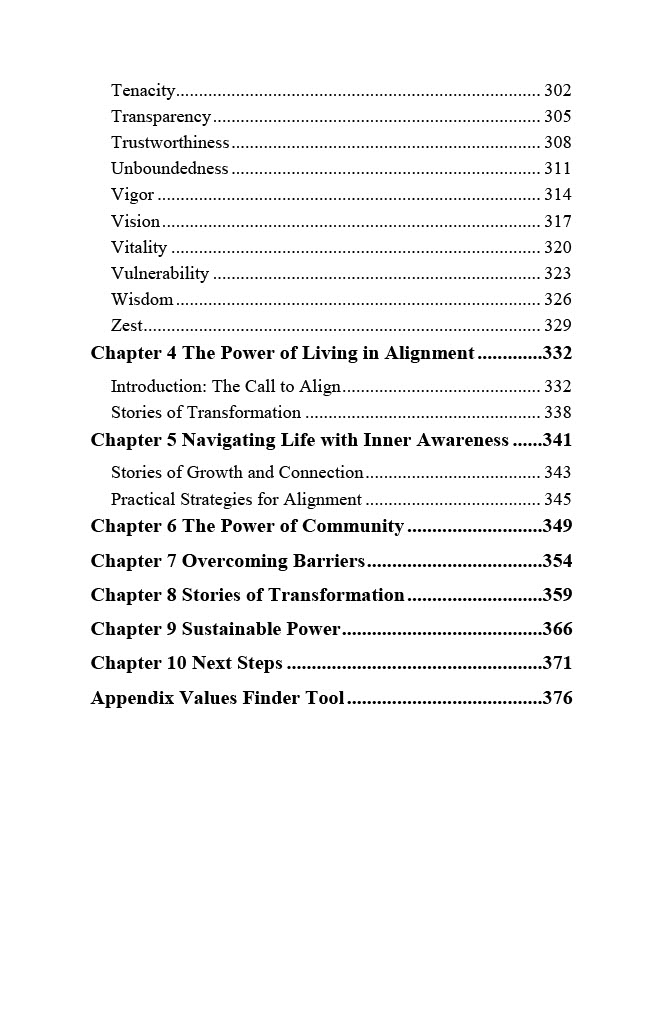 Tenacity................................................................................ 302
Transparency........................................................................ 305
Trustworthiness.................................................................... 308
Unboundedness.................................................................... 311
Vigor .................................................................................... 314
Vision................................................................................... 317
Vitality ................................................................................. 320
Vulnerability ........................................................................ 323
Wisdom................................................................................ 326
Zest....................................................................................... 329
Chapter 4 The Power of Living in Alignment.............332
Introduction: The Call to Align........................................... 332
Stories of Transformation ................................................... 338
Chapter 5 Navigating Life with Inner Awareness......341
Stories of Growth and Connection...................................... 343
Practical Strategies for Alignment ...................................... 345
Chapter 6 The Power of Community...........................349
Chapter 7 Overcoming Barriers...................................354
Chapter 8 Stories of Transformation...........................359
Chapter 9 Sustainable Power........................................366
Chapter 10 Next Steps ...................................................371
Appendix Values Finder Tool.......................................376